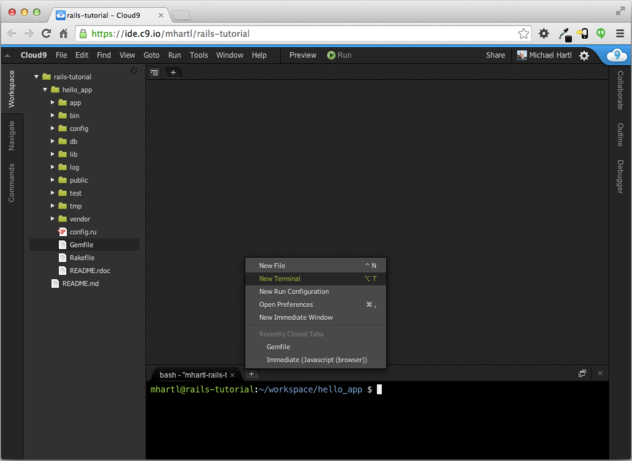 rails-tutorial - Cloud9
https://ide.c9.io/mhartl/rails-tutorial
Cloud9 File Edit Find View Goto Run Tools Window Help Preview Run Share Michael Hartl
Workspace
Navigate
Commands
rails-tutorial
hello_app
app
bin
config
db
lib
log
public
test
tmp
vendor
config.ru
Gemfile
Rakefile
README.rdoc
README.md
New File ^ N
New Terminal ⌥ T
New Run Configuration
Open Preferences ⌘ ,
New Immediate Window
Recently Closed Tabs
Gemfile
Immediate (Javascript (browser))
bash - "mhartl-rails-t
mhartl@rails-tutorial:~/workspace/hello_app $
Collaborate
Outline
Debugger